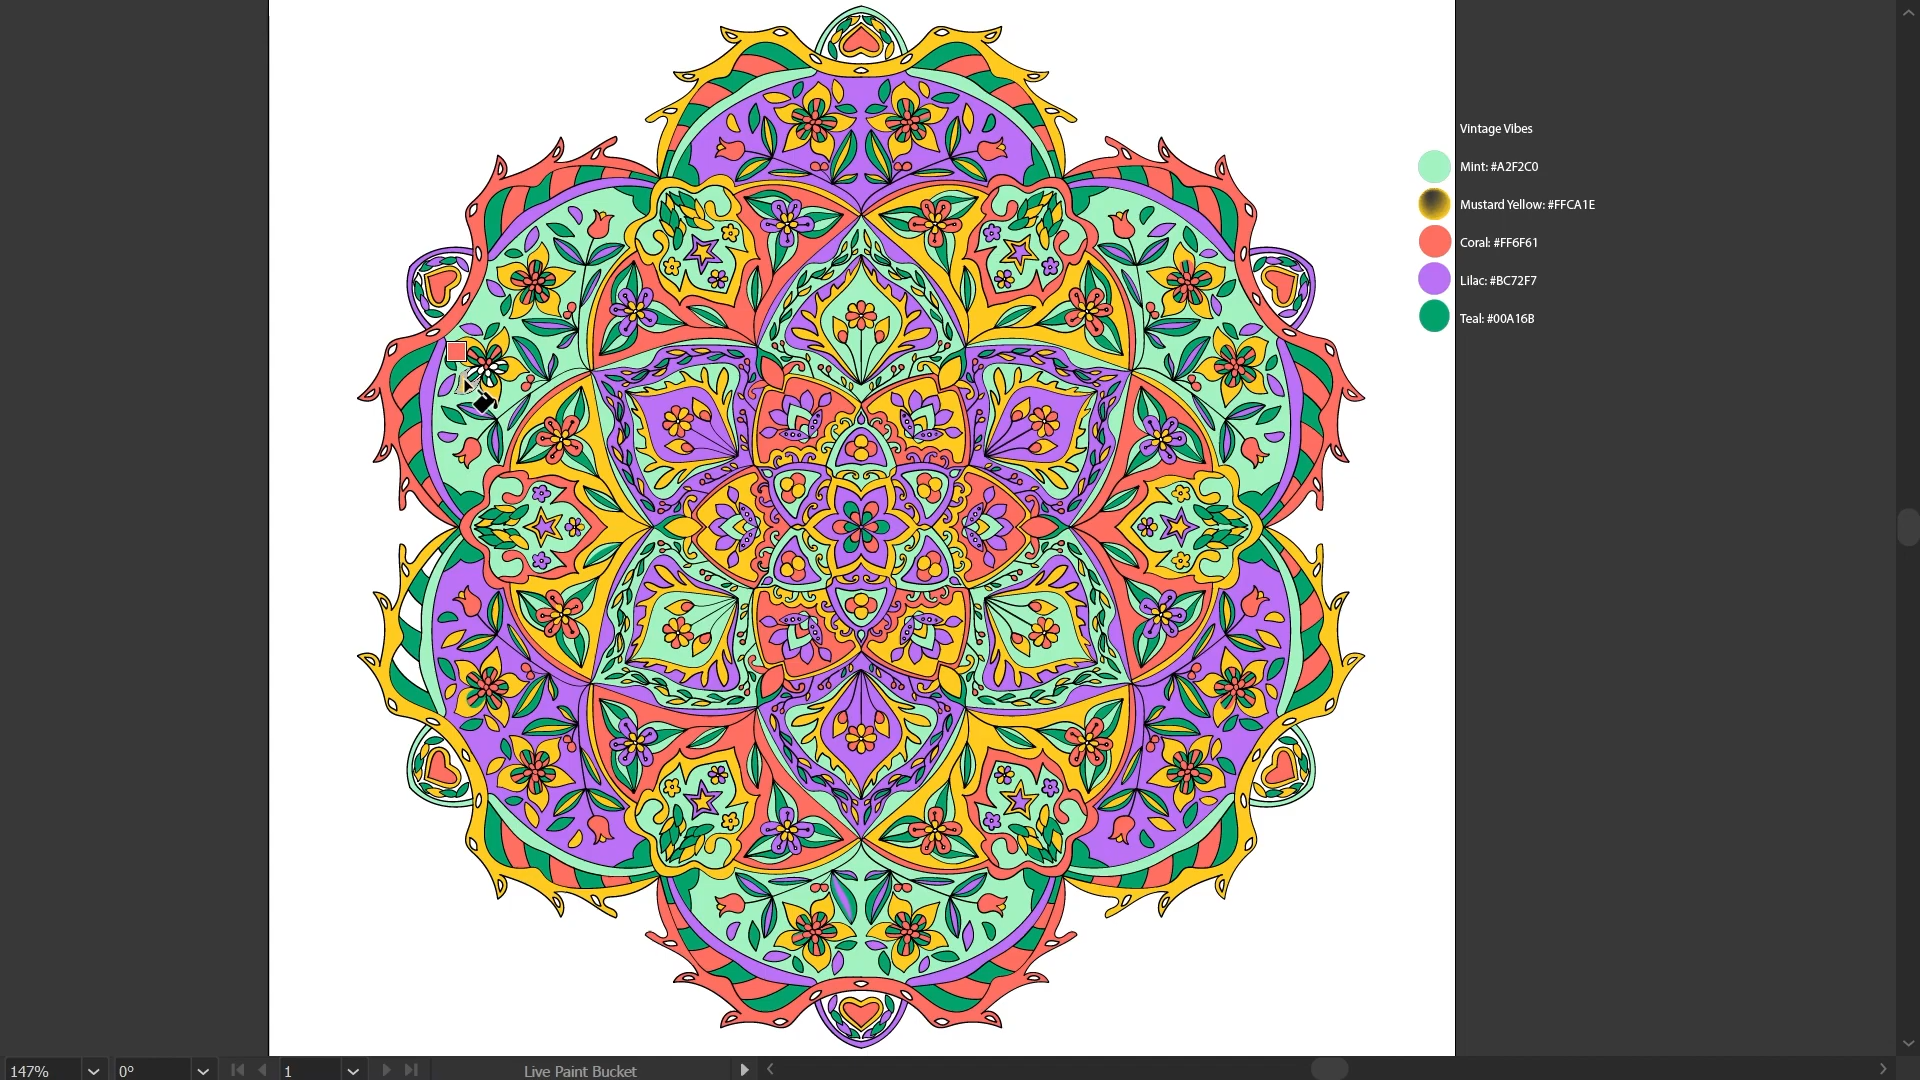 Vintage Vibes
Mint: #A2F2C0
Mustard Yellow: #FFCA1E
Coral: #FF6F61
Lilac: #BC72F7
Teal: #00A16B
147%
0°
1
Live Paint Bucket